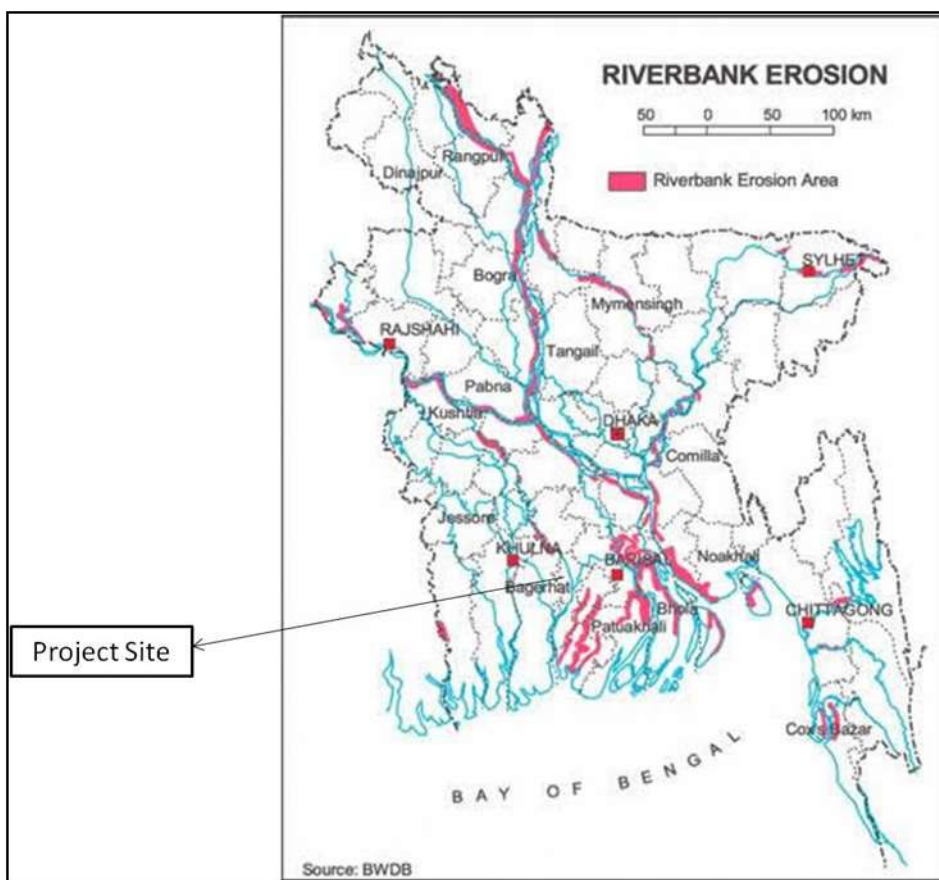 RIVERBANK EROSION
50 0 50 100 km
Riverbank Erosion Area
Rangpur
Dinajpur
SYLHET
Bogra
Mymensingh
RAJSHAHI
Tangail
Pabna
Kushtia
DHAKA
Comilla
Jessore
KHULNA
BARISAL
Noakhali
Bagerhat
Bhola
CHITTAGONG
Patuakhali
Project Site
Cox's Bazar
BAY OF BENGAL
Source: BWDB